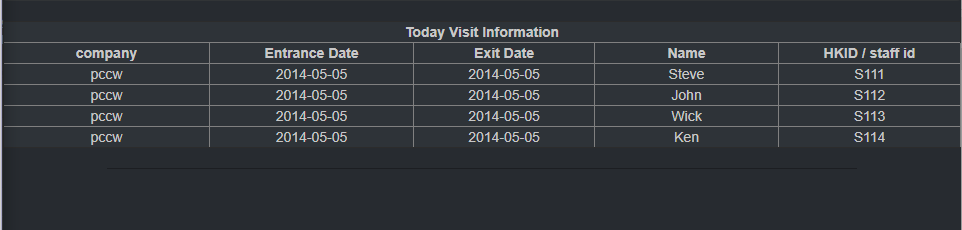 Today Visit Information
company Entrance Date Exit Date Name HKID / staff id
pccw 2014-05-05 2014-05-05 Steve S111
pccw 2014-05-05 2014-05-05 John S112
pccw 2014-05-05 2014-05-05 Wick S113
pccw 2014-05-05 2014-05-05 Ken S114